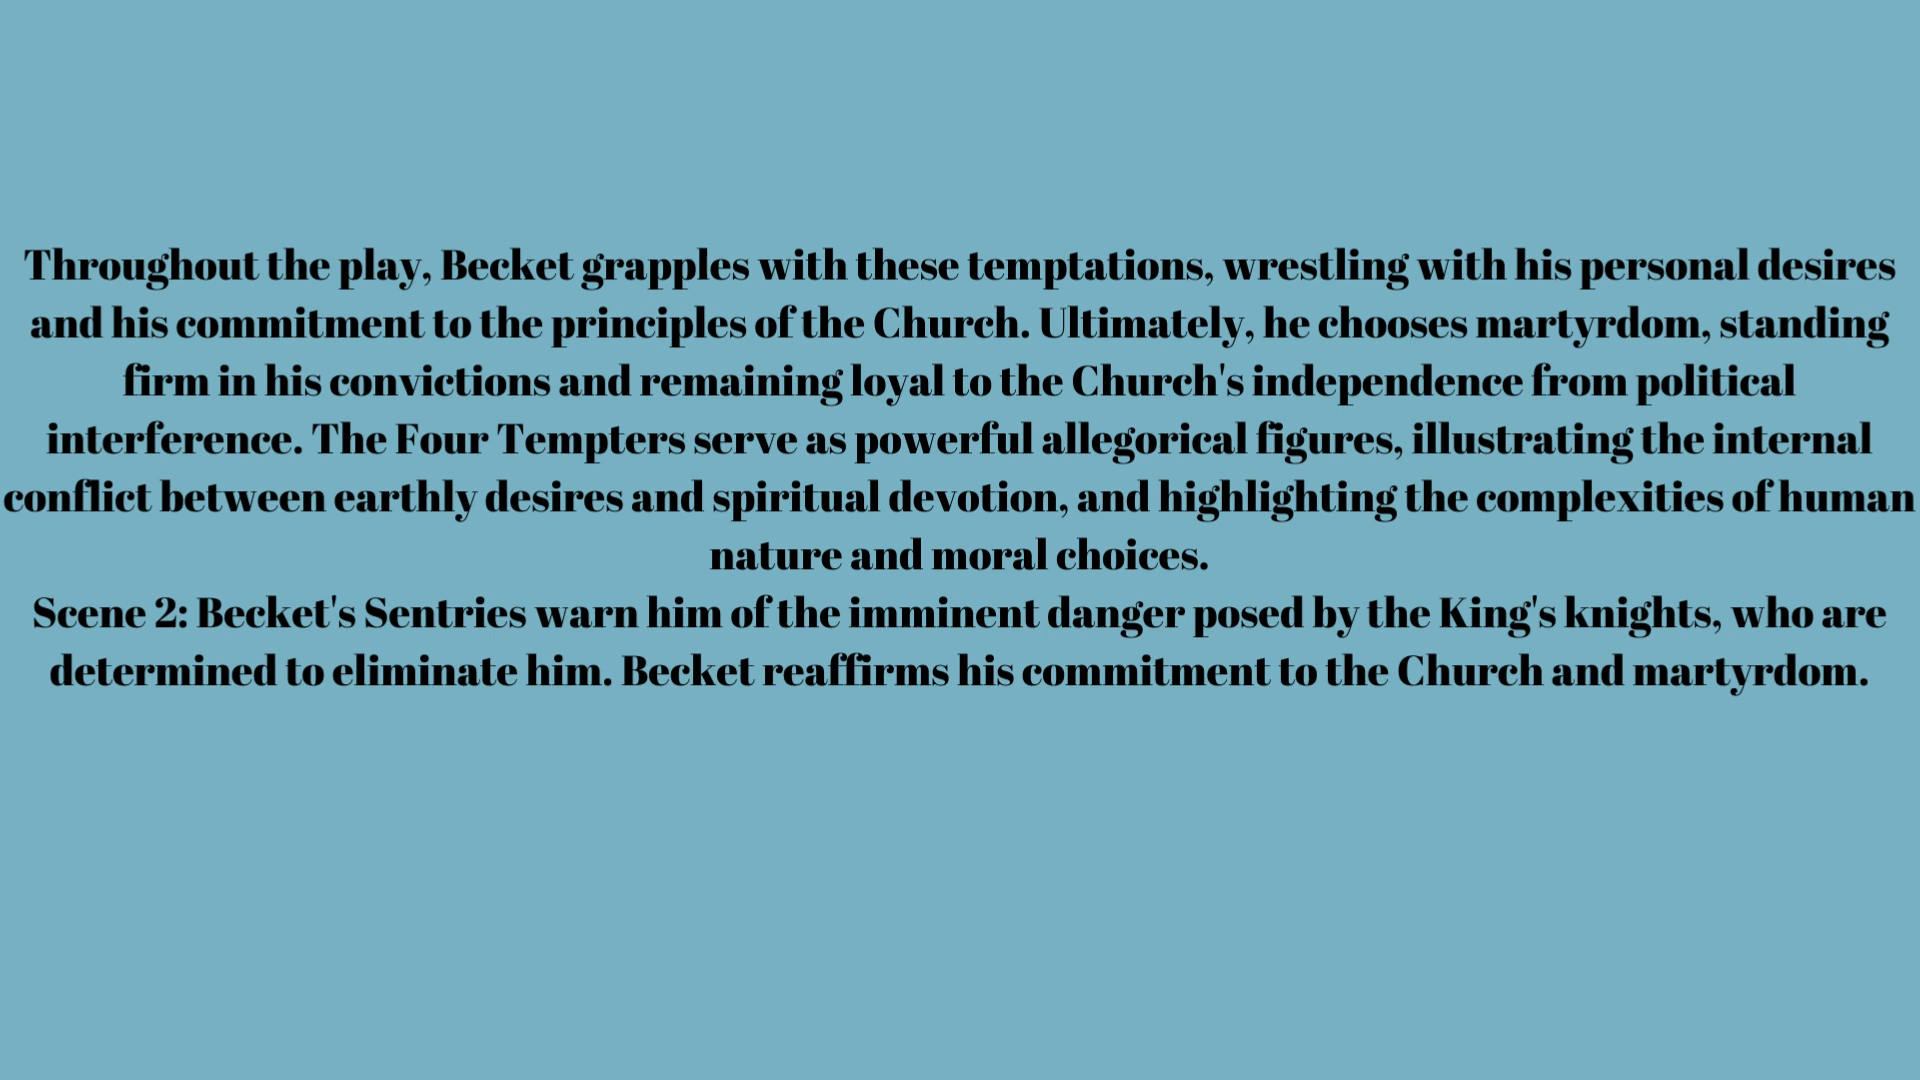 Throughout the play, Becket grapples with these temptations, wrestling with his personal desires
and his commitment to the principles of the Church. Ultimately, he chooses martyrdom, standing
firm in his convictions and remaining loyal to the Church's independence from political
interference. The Four Tempters serve as powerful allegorical figures, illustrating the internal
conflict between earthly desires and spiritual devotion, and highlighting the complexities of human
nature and moral choices.
Scene 2: Becket's Sentries warn him of the imminent danger posed by the King's knights, who are
determined to eliminate him. Becket reaffirms his commitment to the Church and martyrdom.